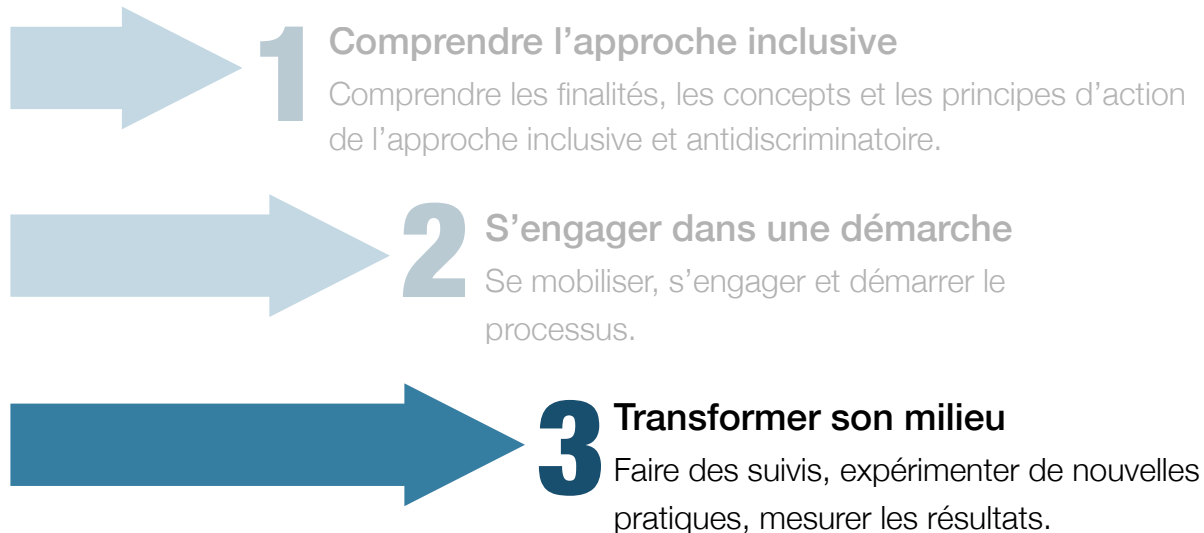 1
Comprendre l’approche inclusive
Comprendre les finalités, les concepts et les principes d’action
de l’approche inclusive et antidiscriminatoire.
2
S’engager dans une démarche
Se mobiliser, s’engager et démarrer le
processus.
3
Transformer son milieu
Faire des suivis, expérimenter de nouvelles
pratiques, mesurer les résultats.